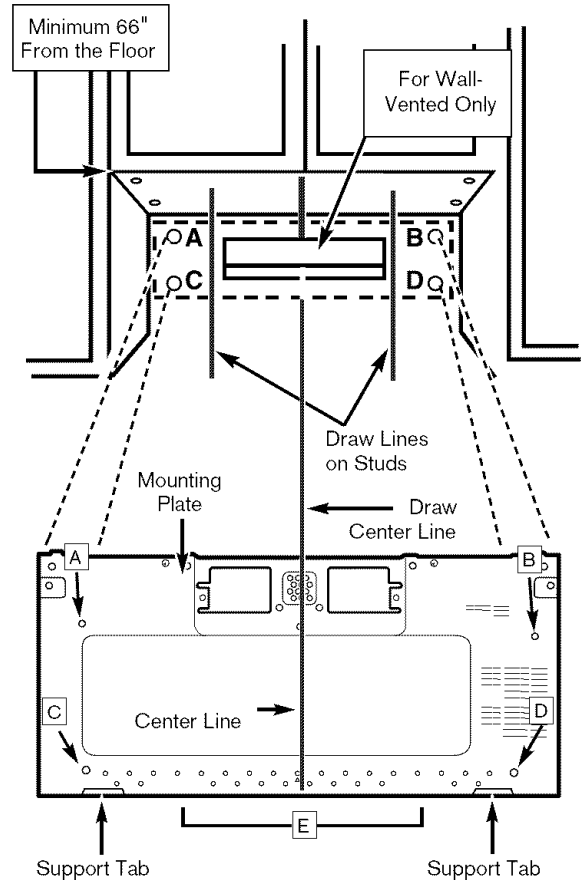 Minimum 66"
From the Floor
For Wall-
Vented Only
A
B
C
D
Draw Lines
on Studs
Mounting
Plate
Draw
Center Line
A
B
C
Center Line
D
E
Support Tab
Support Tab